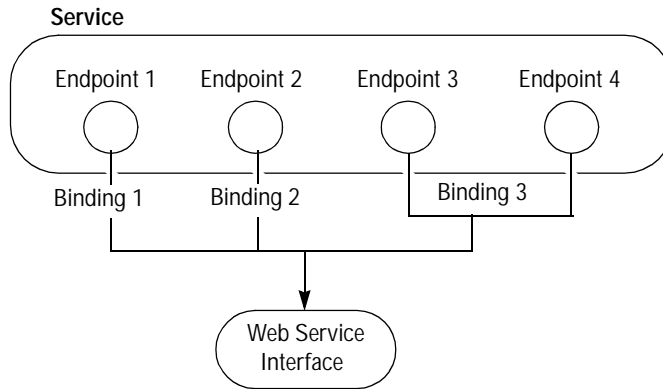 Service
Endpoint 1 Endpoint 2 Endpoint 3 Endpoint 4
Binding 1 Binding 2 Binding 3
Web Service
Interface